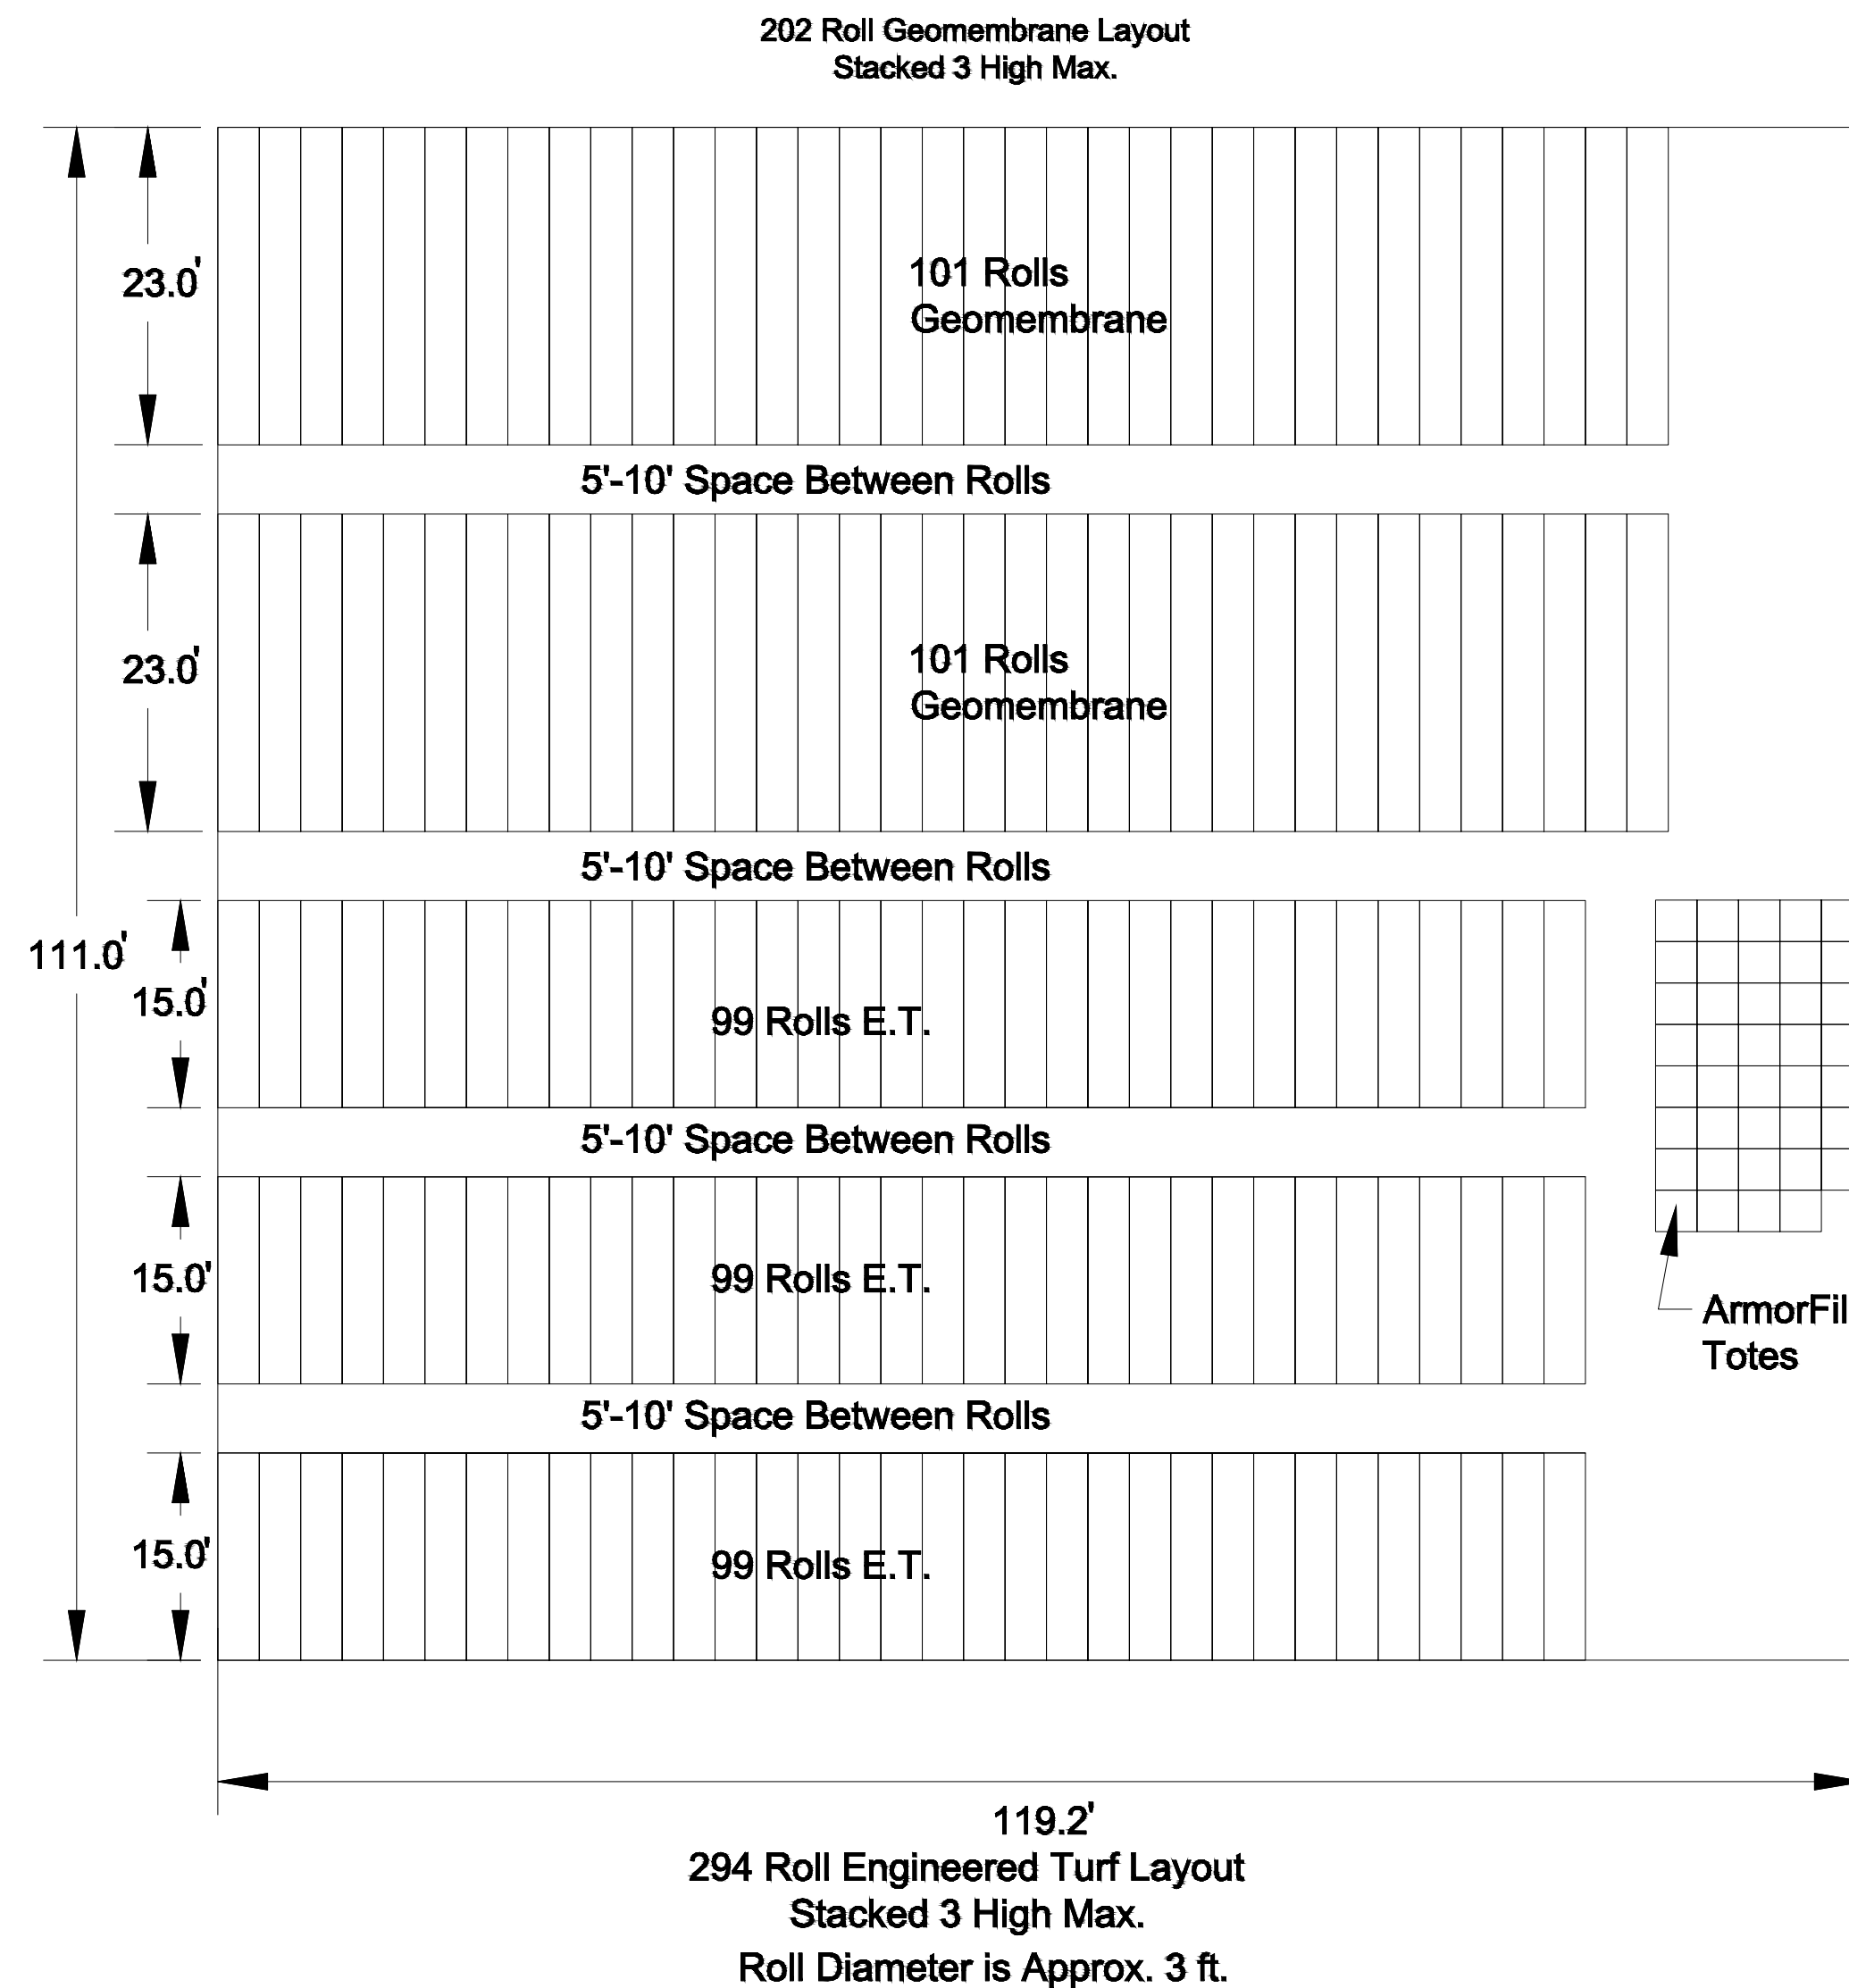 202 Roll Geomembrane Layout
Stacked 3 High Max.
23.0'
101 Rolls
Geomembrane
5'-10' Space Between Rolls
23.0'
101 Rolls
Geomembrane
5'-10' Space Between Rolls
111.0'
15.0'
99 Rolls E.T.
5'-10' Space Between Rolls
15.0'
99 Rolls E.T.
ArmorFil
Totes
5'-10' Space Between Rolls
15.0'
99 Rolls E.T.
119.2'
294 Roll Engineered Turf Layout
Stacked 3 High Max.
Roll Diameter is Approx. 3 ft.